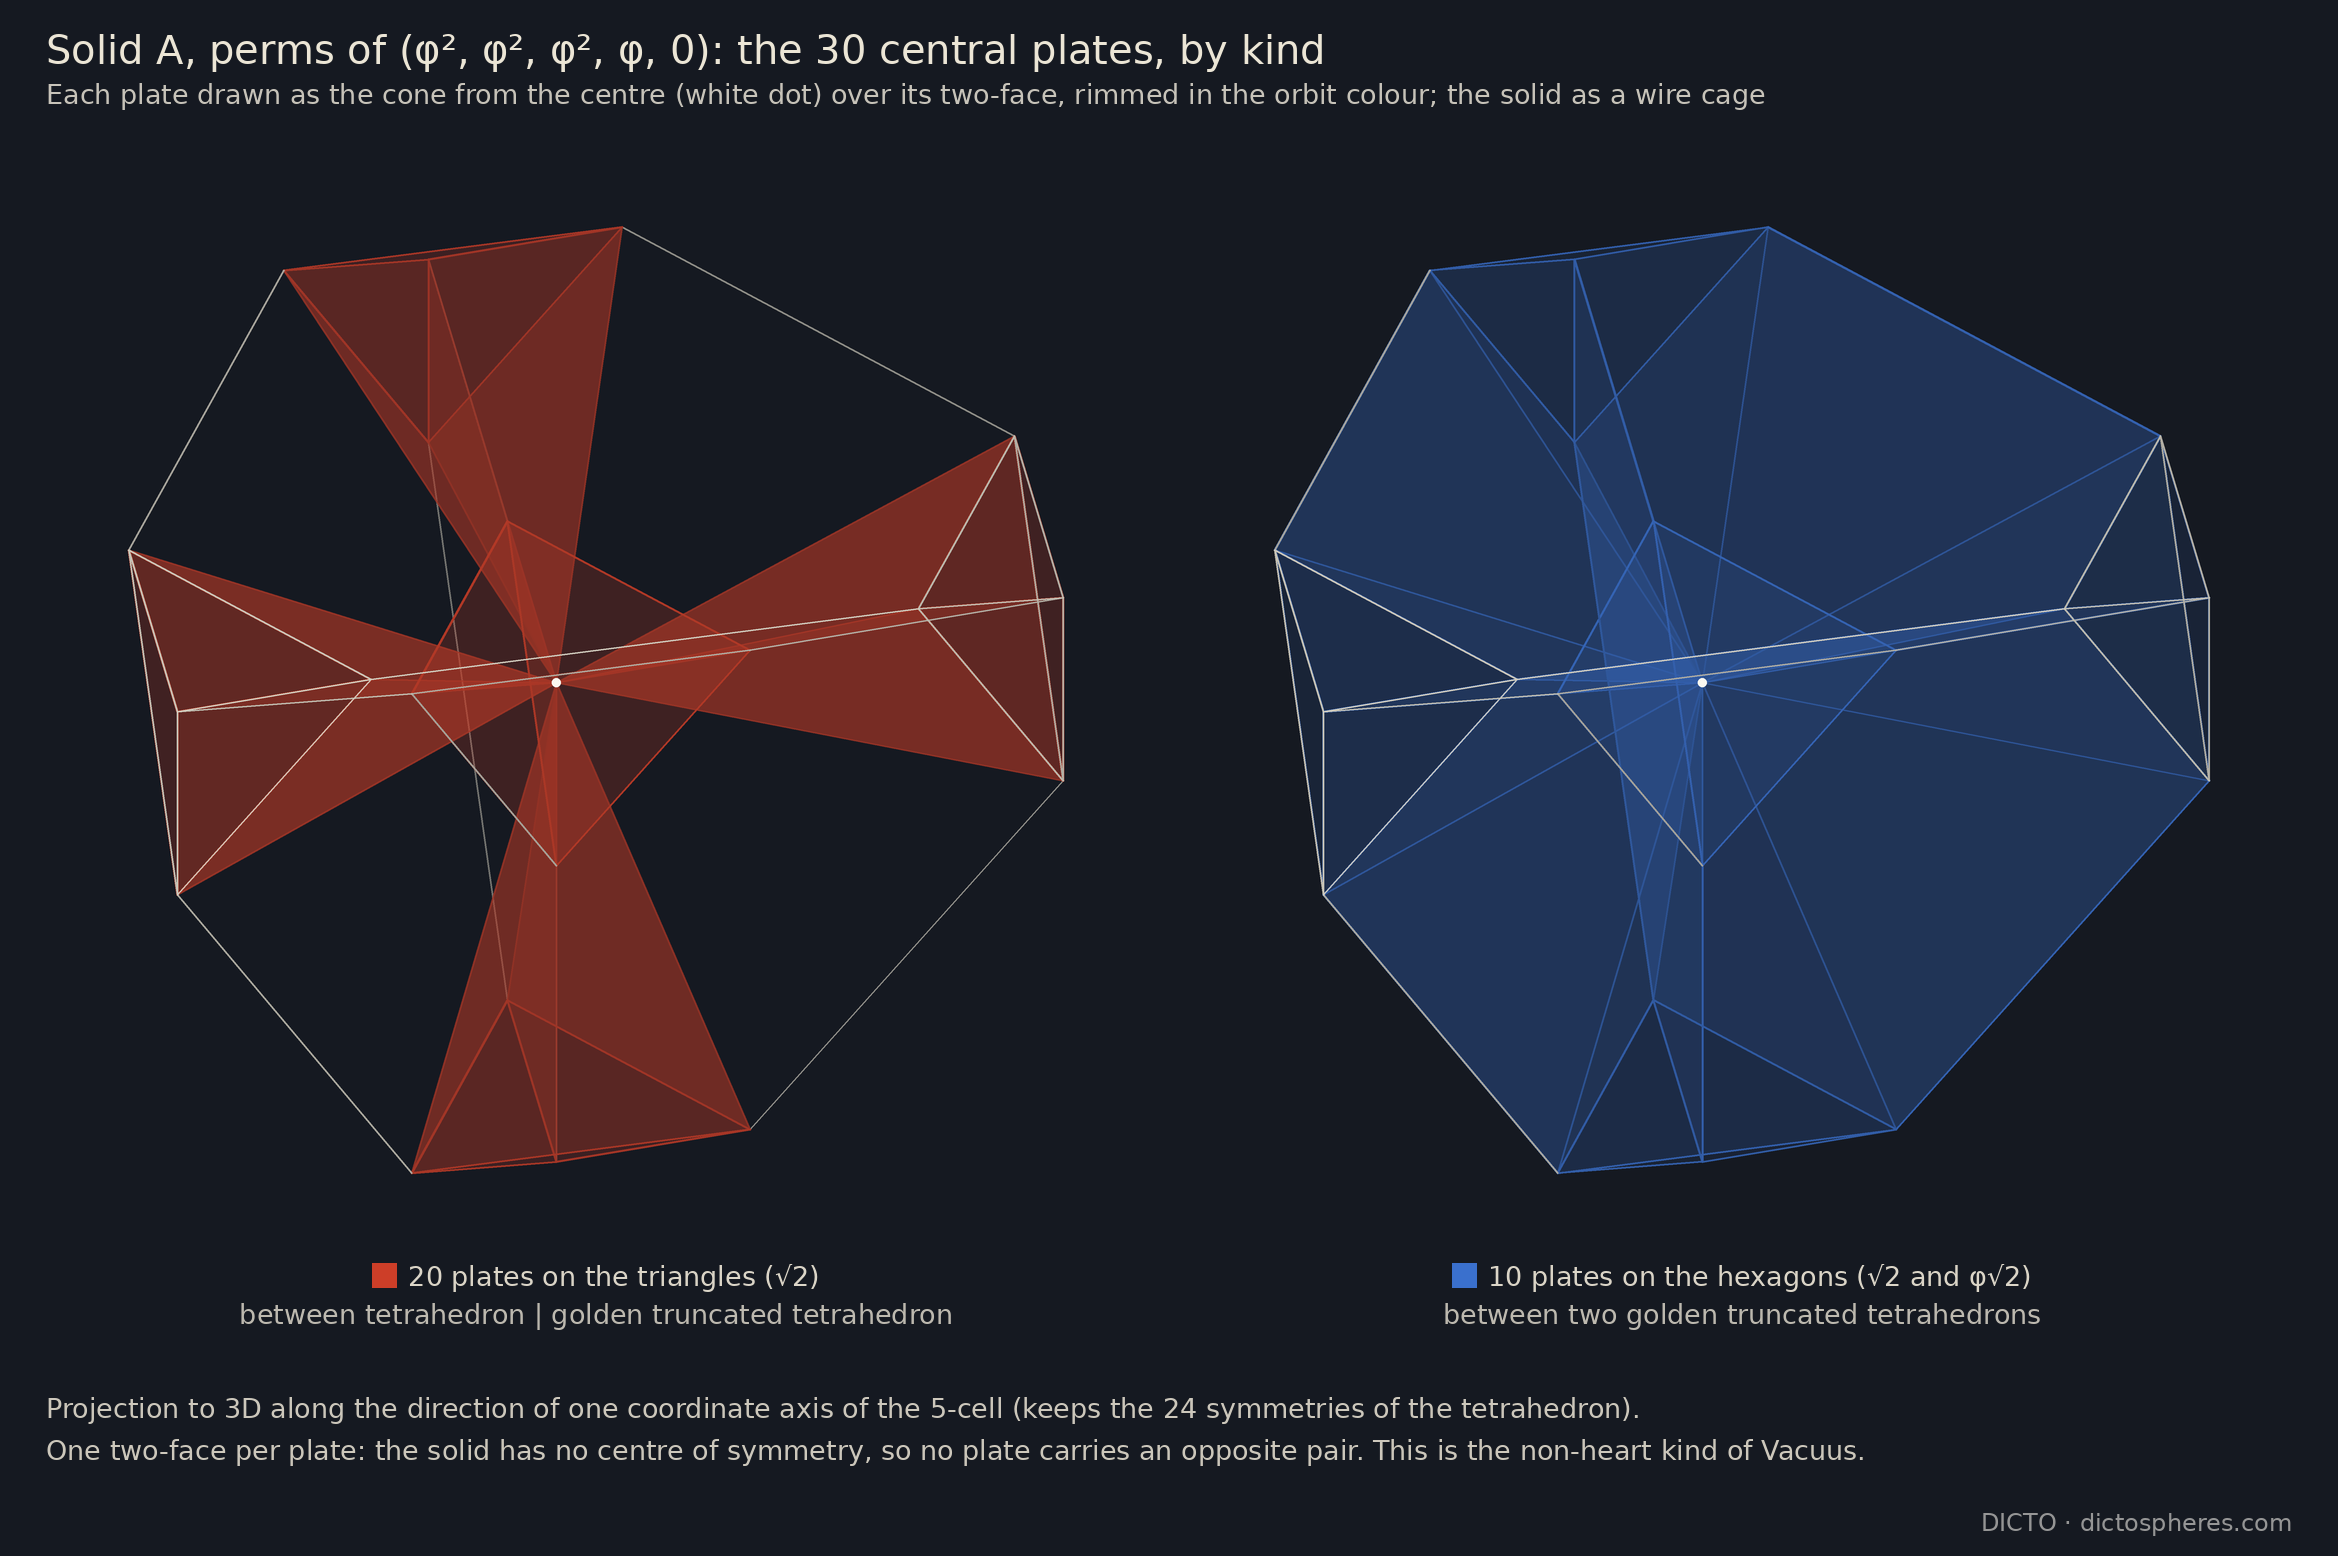 Solid A, perms of (φ², φ², φ², φ, 0): the 30 central plates, by kind
Each plate drawn as the cone from the centre (white dot) over its two-face, rimmed in the orbit colour; the solid as a wire cage
20 plates on the triangles (√2)
between tetrahedron | golden truncated tetrahedron
10 plates on the hexagons (√2 and φ√2)
between two golden truncated tetrahedrons
Projection to 3D along the direction of one coordinate axis of the 5-cell (keeps the 24 symmetries of the tetrahedron).
One two-face per plate: the solid has no centre of symmetry, so no plate carries an opposite pair. This is the non-heart kind of Vacuus.
DICTO · dictospheres.com